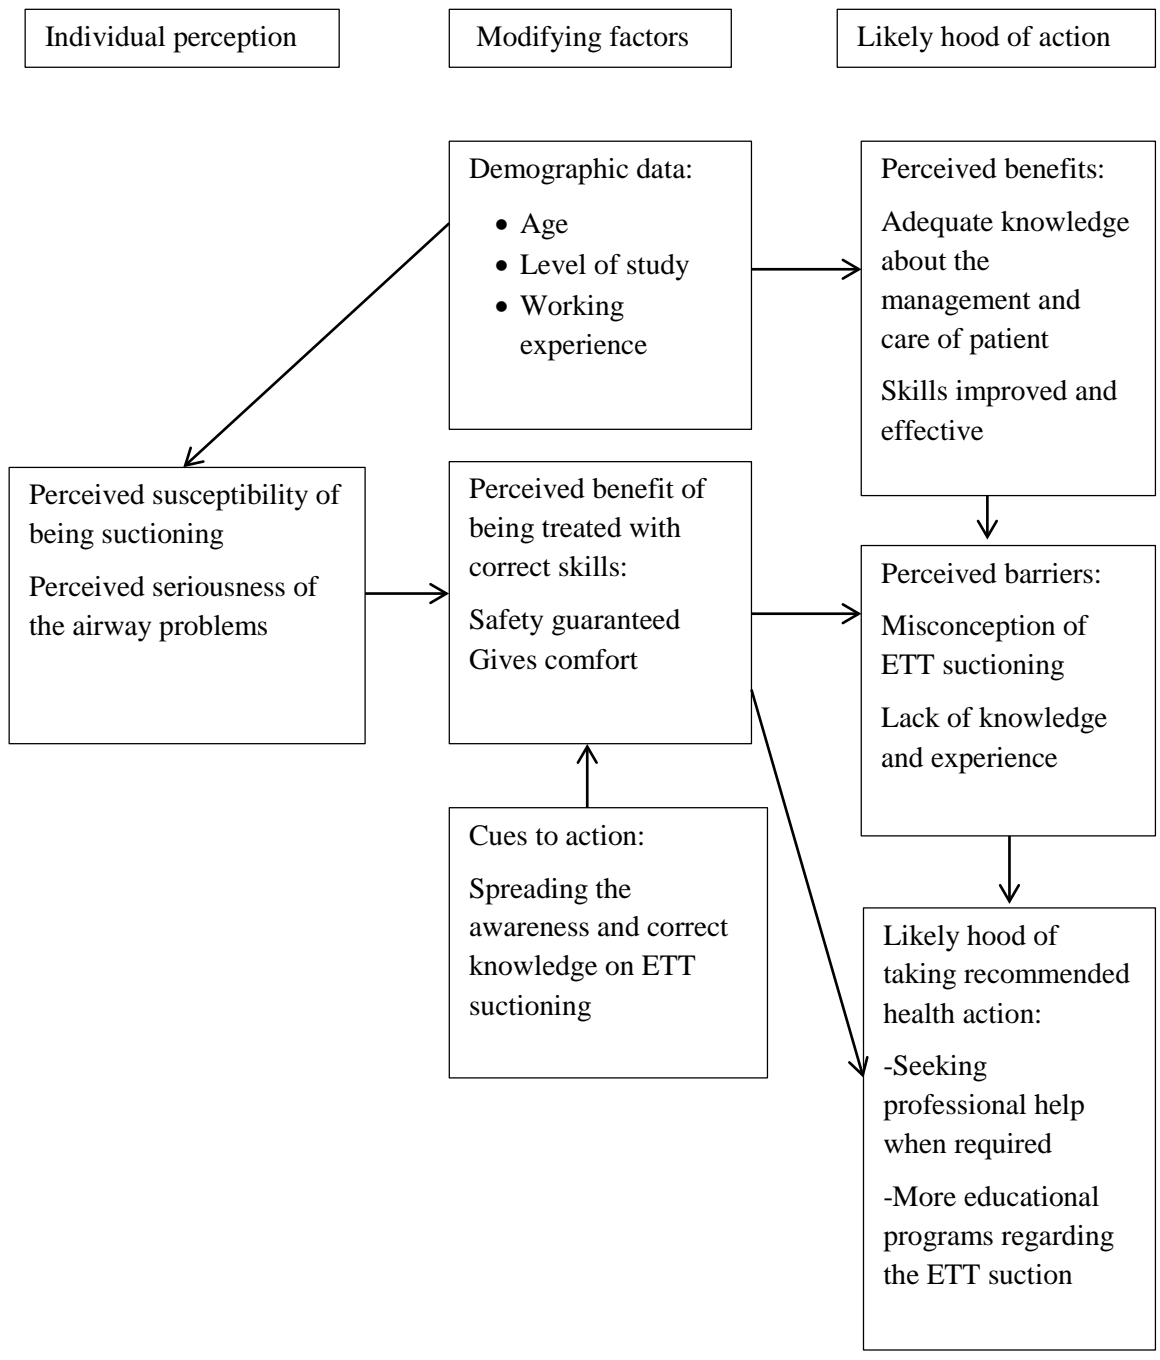 Individual perception
Modifying factors
Likely hood of action
Demographic data:
• Age
• Level of study
• Working
experience
Perceived benefits:
Adequate knowledge
about the
management and
care of patient
Skills improved and
effective
Perceived susceptibility of
being suctioning
Perceived seriousness of
the airway problems
Perceived benefit of
being treated with
correct skills:
Safety guaranteed
Gives comfort
Perceived barriers:
Misconception of
ETT suctioning
Lack of knowledge
and experience
Cues to action:
Spreading the
awareness and correct
knowledge on ETT
suctioning
Likely hood of
taking recommended
health action:
-Seeking
professional help
when required
-More educational
programs regarding
the ETT suction